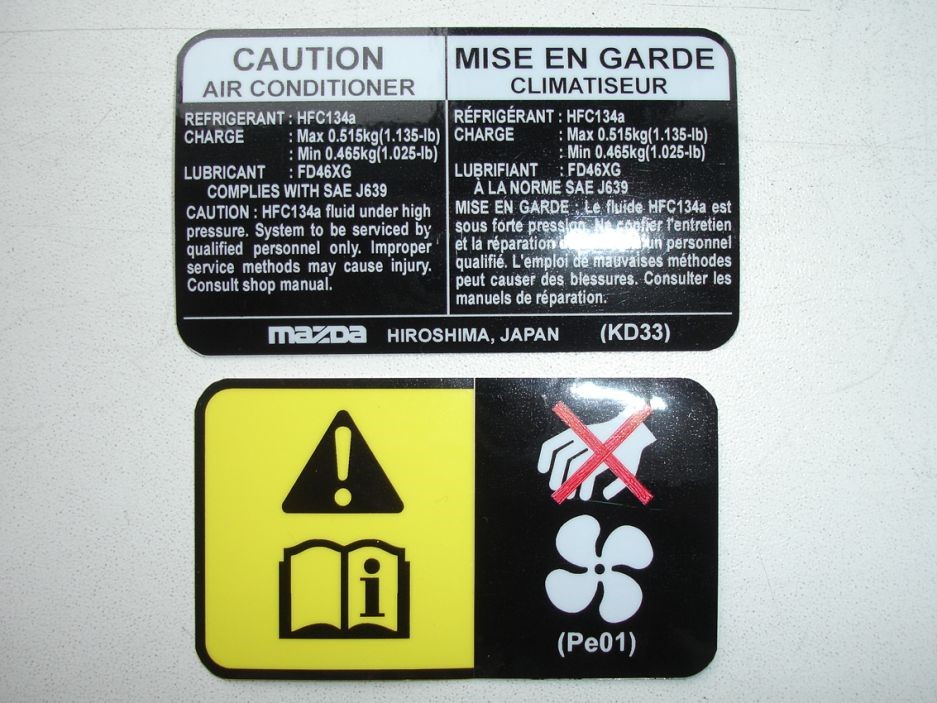 CAUTION
AIR CONDITIONER
REFRIGERANT : HFC134a
CHARGE : Max 0.515kg(1.135-lb)
: Min 0.465kg(1.025-lb)
LUBRICANT : FD46XG
COMPLIES WITH SAE J639
CAUTION : HFC134a fluid under high
pressure. System to be serviced by
qualified personnel only. Improper
service methods may cause injury.
Consult shop manual.
MISE EN GARDE
CLIMATISEUR
RÉFRIGÉRANT : HFC134a
CHARGE : Max 0.515kg(1.135-lb)
: Min 0.465kg(1.025-lb)
LUBRIFIANT : FD46XG
À LA NORME SAE J639
MISE EN GARDE : Le fluide HFC134a est
sous forte pression. Ne confier l'entretien
et la réparation un personnel
qualifié. L'emploi de mauvaises méthodes
peut causer des blessures. Consulter les
manuels de réparation.
mazda HIROSHIMA, JAPAN (KD33)
(Pe01)